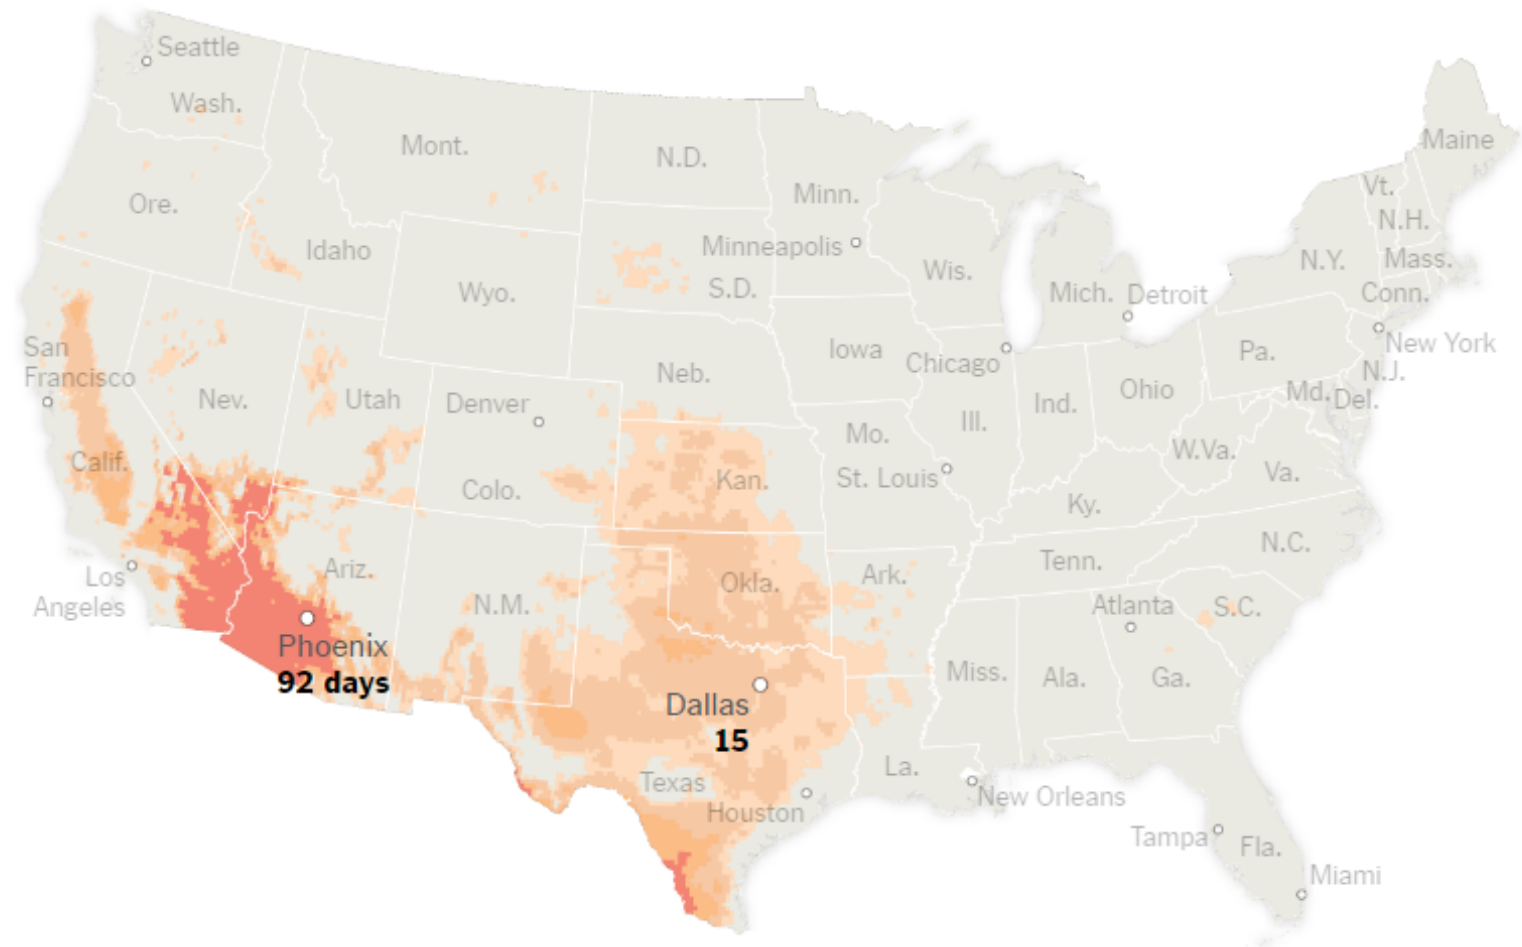 Seattle
Wash.
Mont.
N.D.
Minn.
Maine
Vt.
N.H.
Ore.
Idaho
Minneapolis
Wis.
N.Y.
Mass.
Wyo.
S.D.
Mich.
Detroit
Conn.
San
Francisco
Nev.
Utah
Denver
Neb.
Iowa
Chicago
Ill.
Ind.
Ohio
Pa.
New York
N.J.
Md.
Del.
Calif.
Colo.
Kan.
Mo.
St. Louis
Ky.
W.Va.
Va.
Los
Angeles
Ariz.
N.M.
Okla.
Ark.
Tenn.
N.C.
Atlanta
S.C.
Phoenix
92 days
Dallas
15
Miss.
Ala.
Ga.
Texas
Houston
La.
New Orleans
Tampa
Fla.
Miami